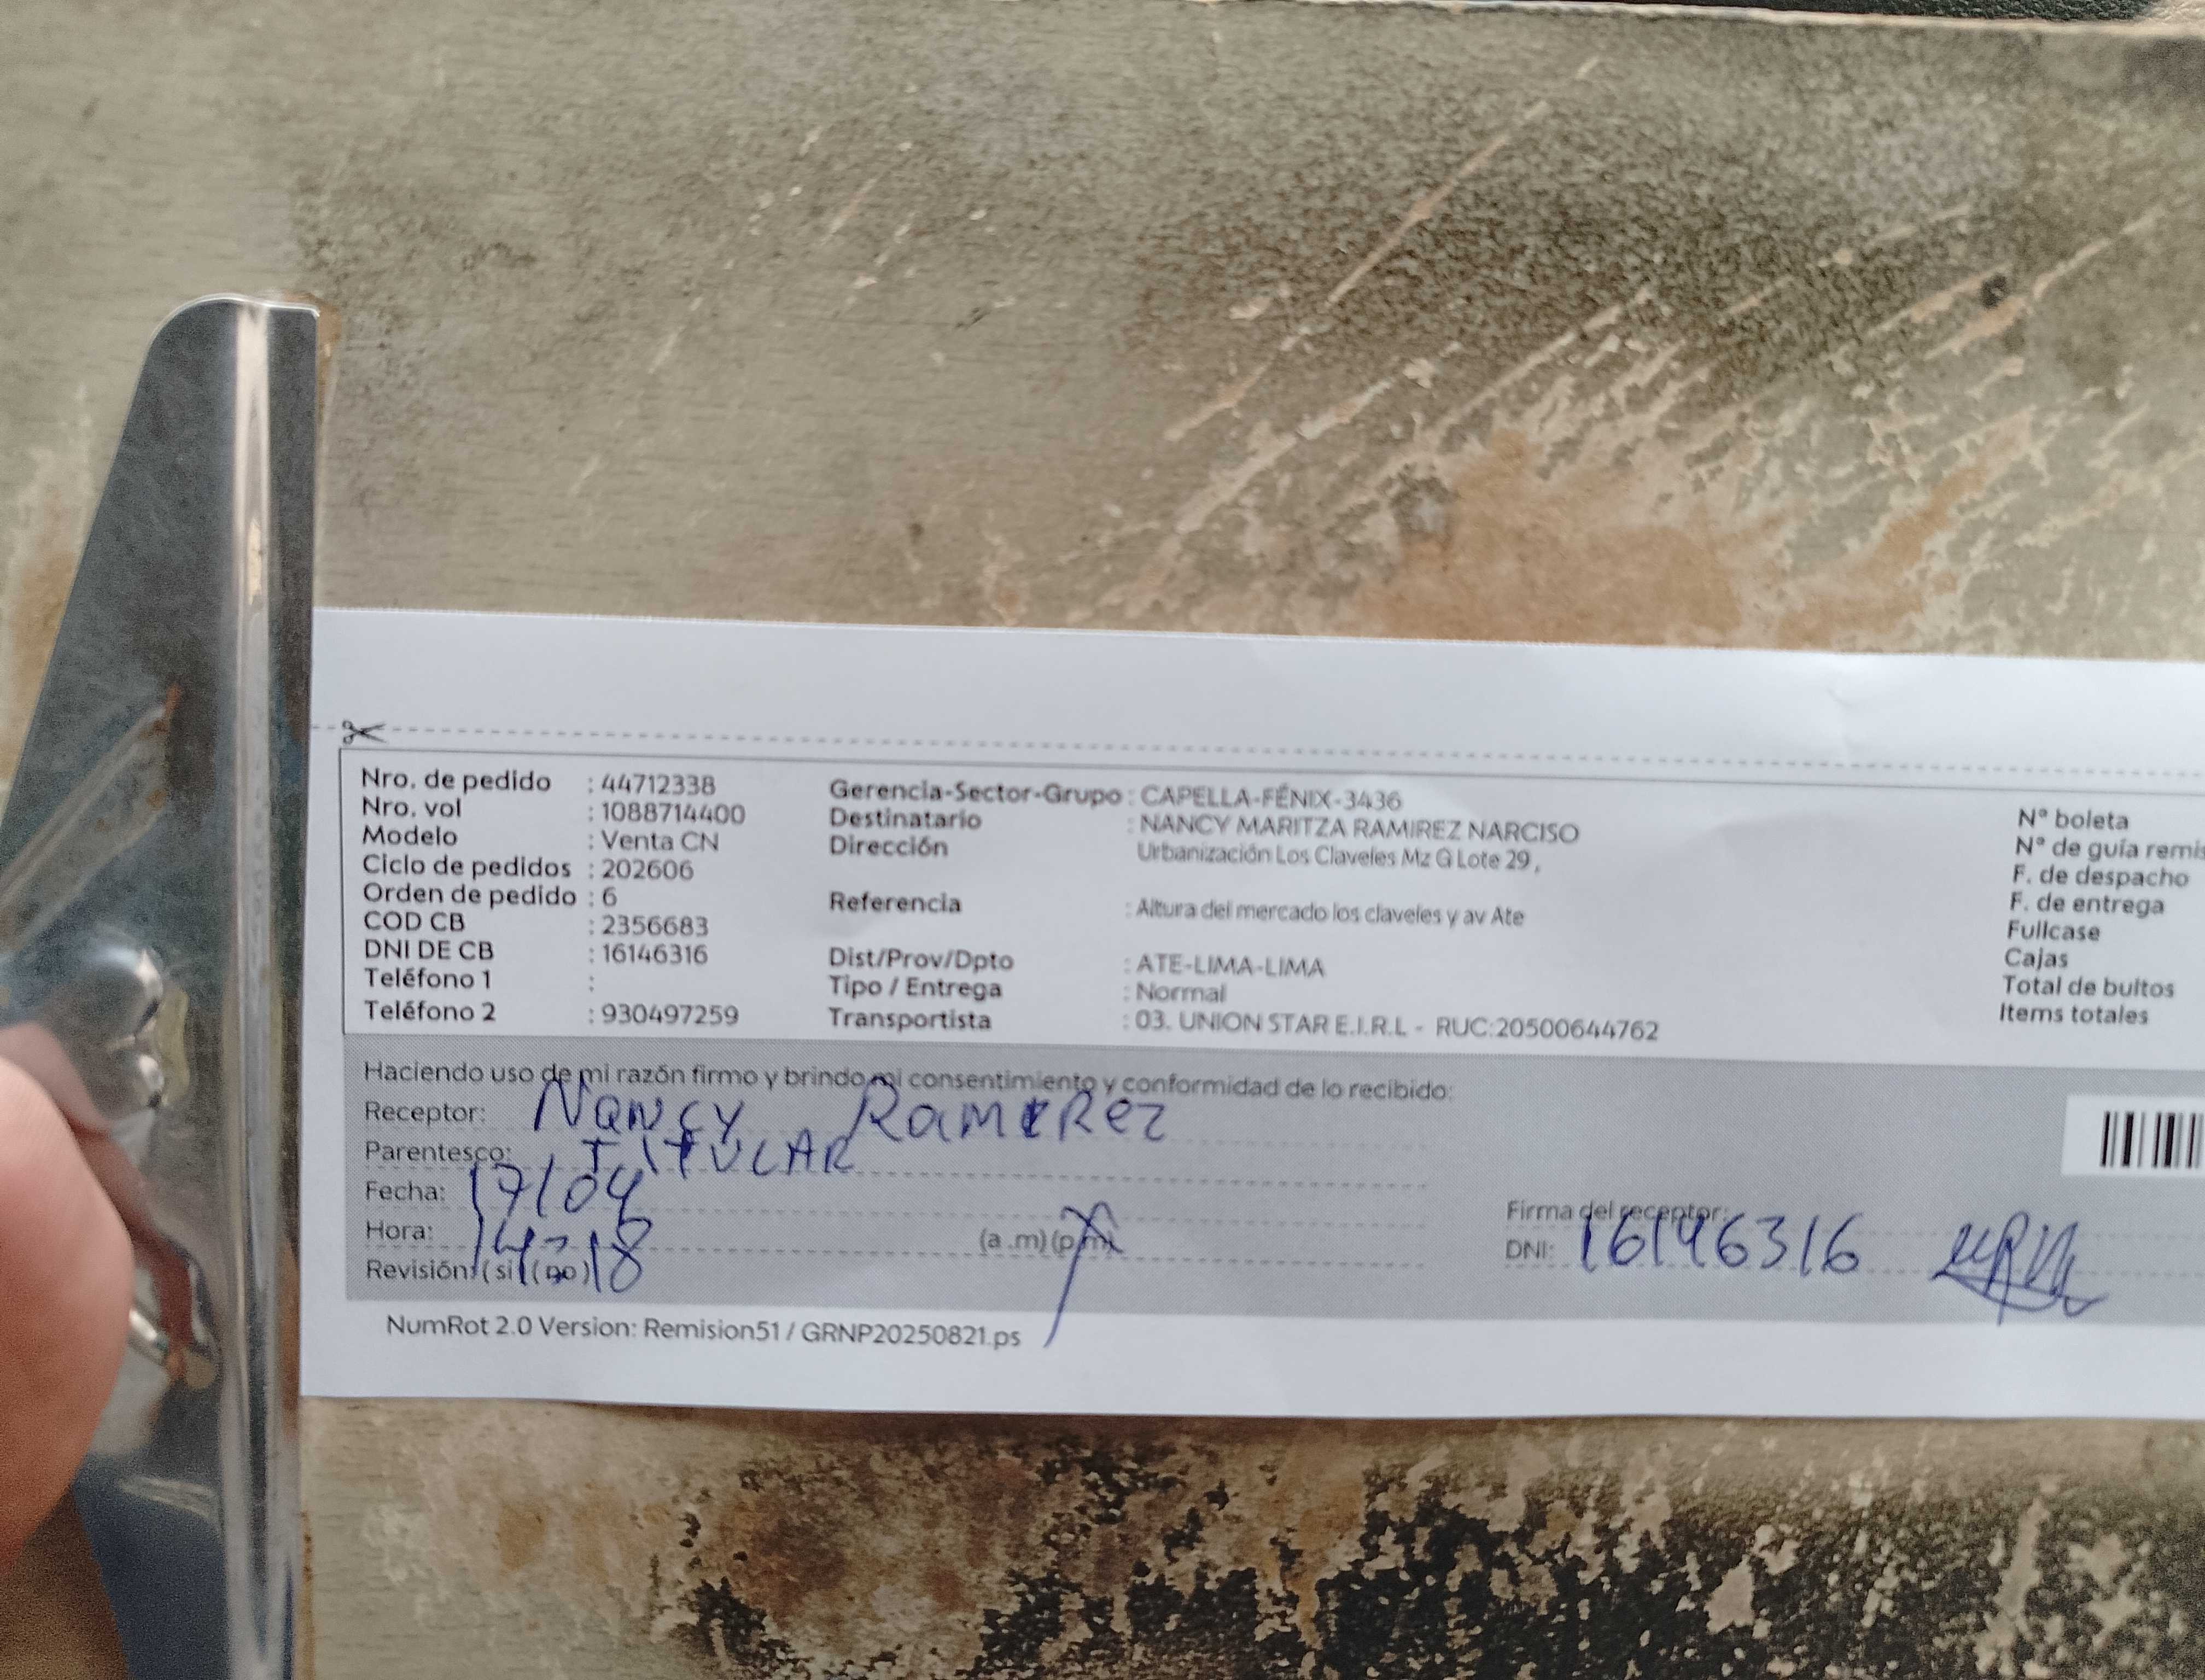 Nro. de pedido : 44712338
Nro. vol : 1088714400
Modelo : Venta CN
Ciclo de pedidos : 202606
Orden de pedido : 6
COD CB : 2356683
DNI DE CB : 16146316
Teléfono 1 :
Teléfono 2 : 930497259
Gerencia-Sector-Grupo : CAPELLA-FÉNIX-3436
Destinatario : NANCY MARITZA RAMIREZ NARCISO
Dirección Urbanización Los Claveles Mz G Lote 29 ,
Referencia : Altura del mercado los claveles y av Ate
Dist/Prov/Dpto : ATE-LIMA-LIMA
Tipo / Entrega : Normal
Transportista : 03. UNION STAR E.I.R.L - RUC:20500644762
N° boleta
N° de guía remis
F. de despacho
F. de entrega
Fullcase
Cajas
Total de bultos
Items totales
Haciendo uso de mi razón firmo y brindo mi consentimiento y conformidad de lo recibido:
Receptor: Nancy Ramirez
Parentesco: TITULAR
Fecha: 17/04
Hora: 14:18 (a .m) (p.m)
Revisión: ( si ) ( no )
Firma del receptor:
DNI: 16146316
NumRot 2.0 Version: Remision51 / GRNP20250821.ps